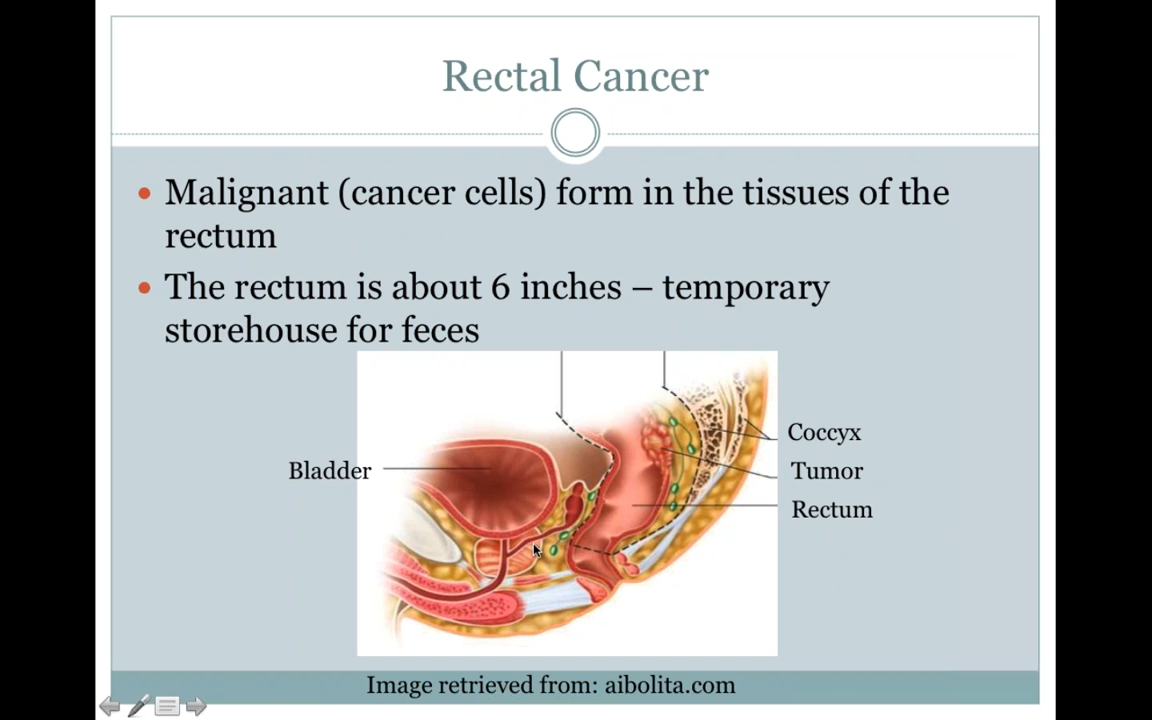 Rectal Cancer
Malignant (cancer cells) form in the tissues of the
rectum
The rectum is about 6 inches – temporary
storehouse for feces
Coccyx
Bladder
Tumor
Rectum
Image retrieved from: aibolita.com